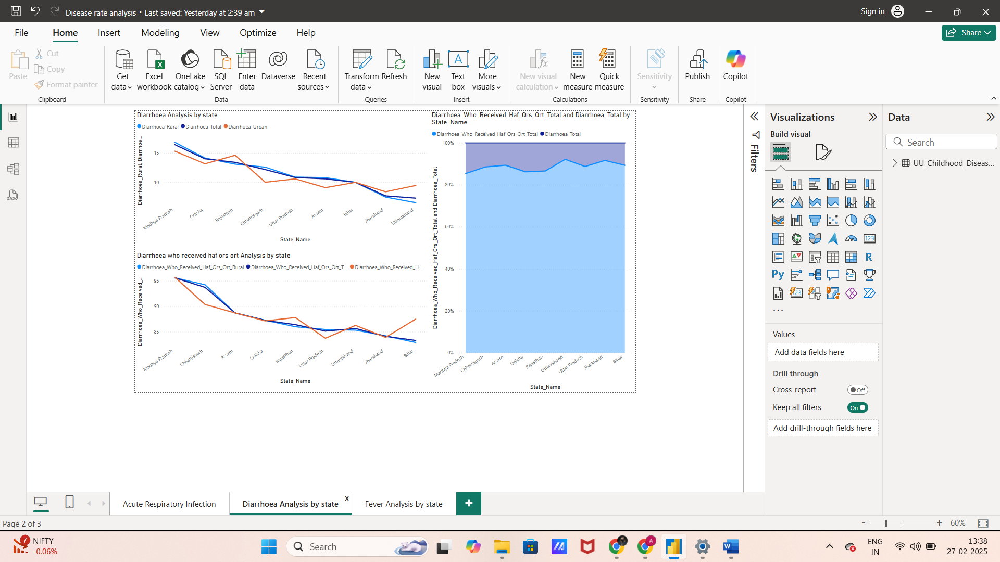 Disease rate analysis • Last saved: Yesterday at 2:39 am
Sign in
File Home Insert Modeling View Optimize Help
Share
Paste
Cut
Copy
Format painter
Clipboard
Get data
Excel workbook
OneLake catalog
SQL Server
Enter data
Dataverse
Recent sources
Data
Transform data
Refresh
Queries
New visual
Text box
More visuals
Insert
New visual calculation
New measure
Quick measure
Calculations
Sensitivity
Sensitivity
Publish
Share
Copilot
Copilot
Diarrhoea Analysis by state
Diarrhoea_Rural Diarrhoea_Total Diarrhoea_Urban
Diarrhoea_Rural, Diarrhoe...
15
10
Madhya Pradesh
Odisha
Rajasthan
Chhattisgarh
Uttar Pradesh
Assam
Bihar
Jharkhand
Uttarakhand
State_Name
Diarrhoea who received haf ors ort Analysis by state
Diarrhoea_Who_Received_Haf_Ors_Ort_Rural Diarrhoea_Who_Received_Haf_Ors_Ort_T... Diarrhoea_Who_Received_H...
Diarrhoea_Who_Received_...
95
90
85
Madhya Pradesh
Chhattisgarh
Assam
Odisha
Rajasthan
Uttar Pradesh
Uttarakhand
Jharkhand
Bihar
State_Name
Diarrhoea_Who_Received_Haf_Ors_Ort_Total and Diarrhoea_Total by
State_Name
Diarrhoea_Who_Received_Haf_Ors_Ort_Total Diarrhoea_Total
Diarrhoea_Who_Received_Haf_Ors_Ort_Total and Diarrhoea_Total
100%
80%
60%
40%
20%
0%
Madhya Pradesh
Chhattisgarh
Assam
Odisha
Rajasthan
Uttarakhand
Uttar Pradesh
Jharkhand
Bihar
State_Name
Filters
Visualizations
Build visual
123
R
Py
123
...
Values
Add data fields here
Drill through
Cross-report
Off
Keep all filters
On
Add drill-through fields here
Data
Search
UU_Childhood_Diseas...
DAX
Acute Respiratory Infection
Diarrhoea Analysis by state
x
Fever Analysis by state
+
Page 2 of 3
- + 60%
7
NIFTY
-0.06%
Search
A
W
ENG
IN
13:38
27-02-2025